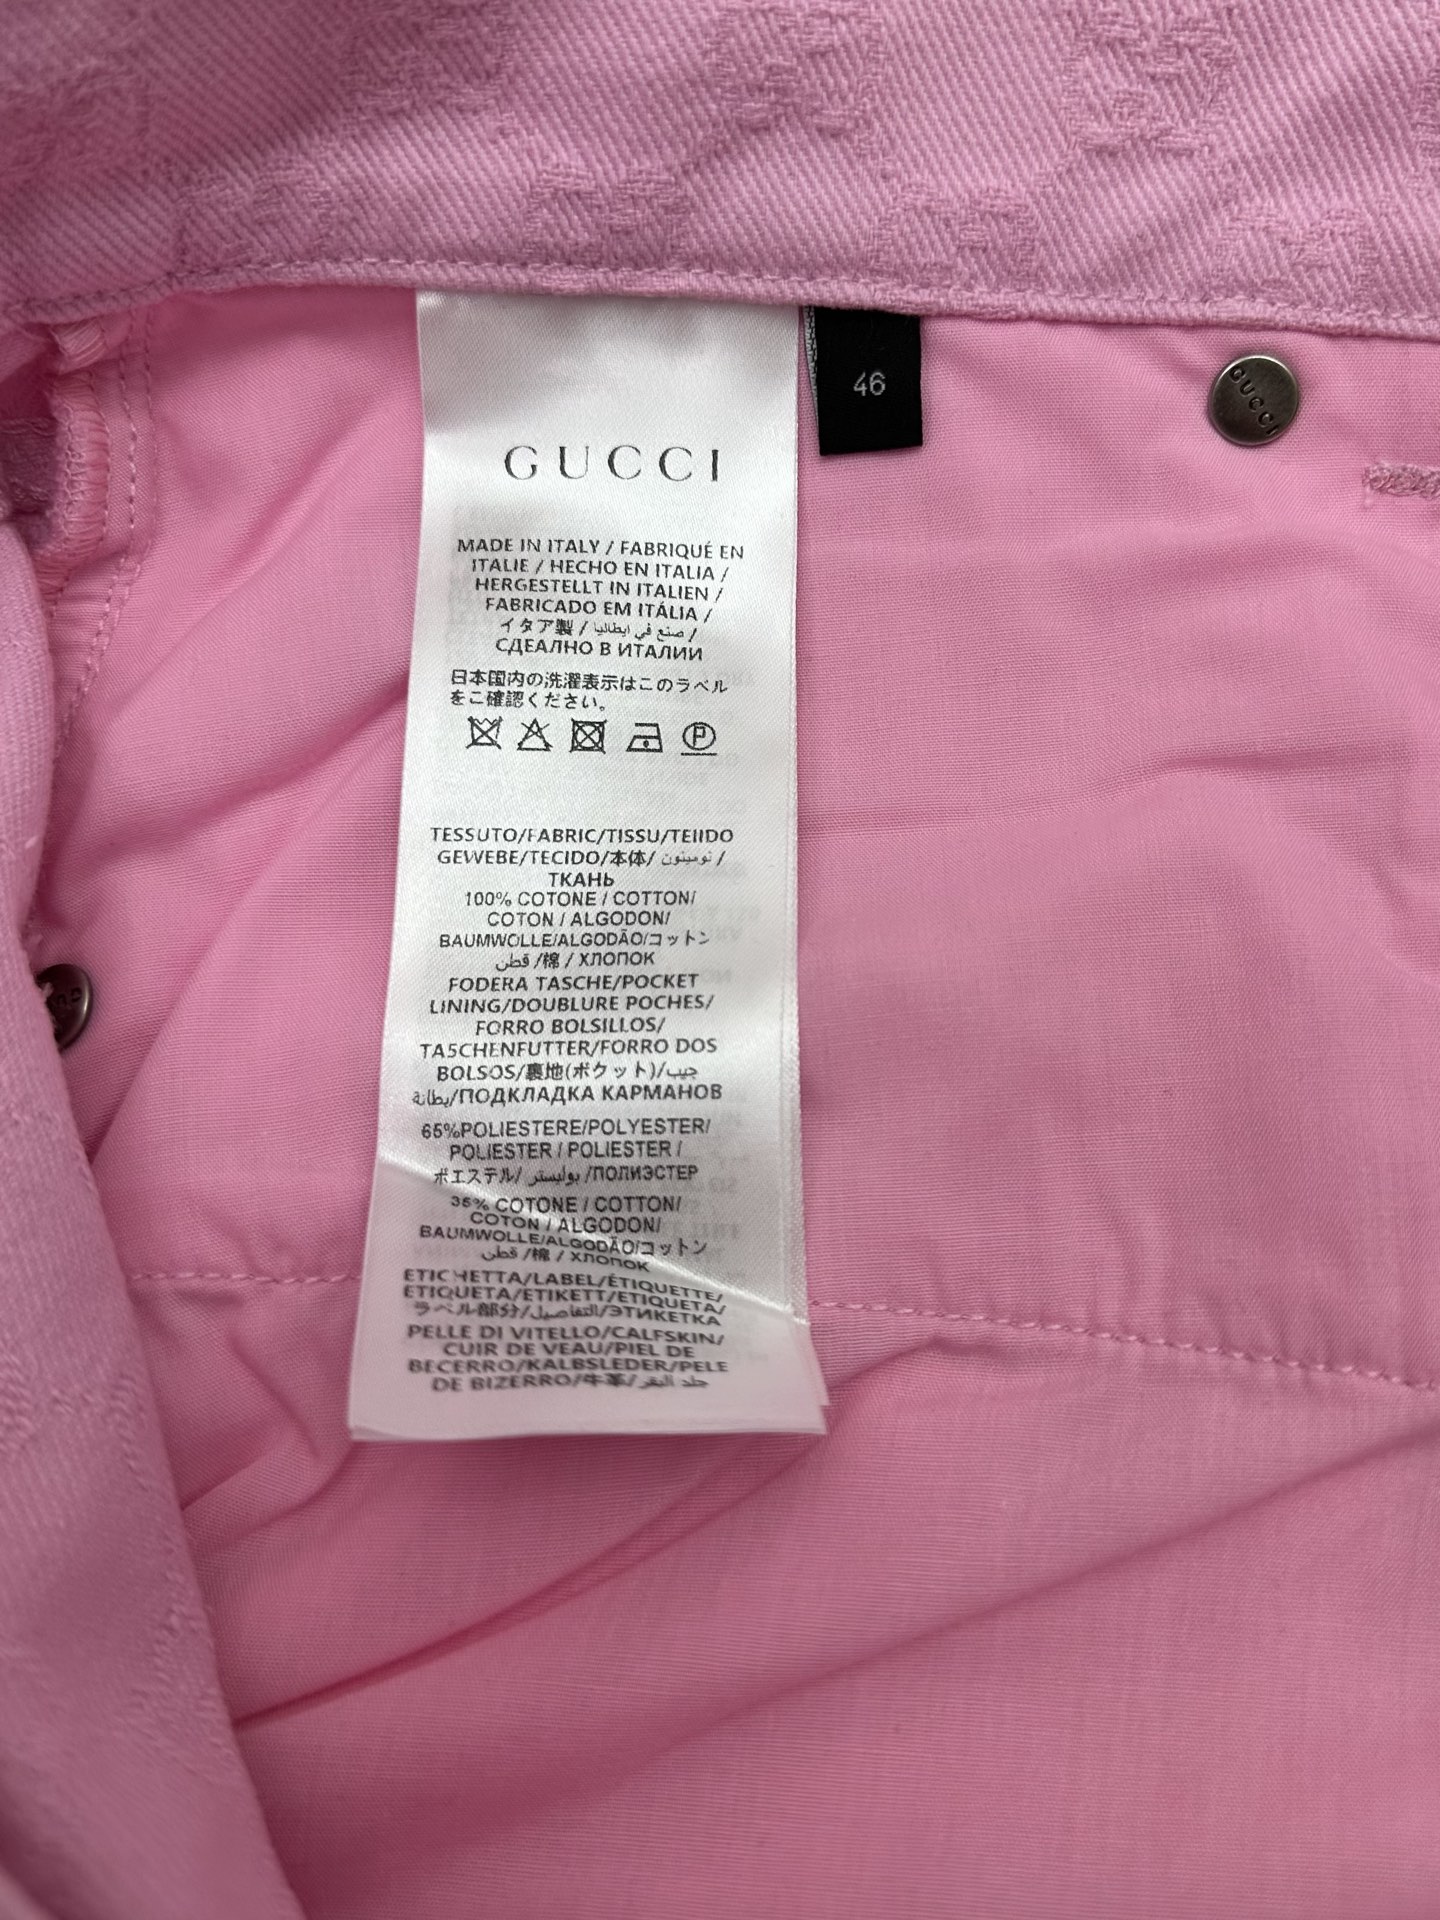 46
GUCCI
GUCCI
MADE IN ITALY / FABRIQUÉ EN
ITALIE / HECHO EN ITALIA /
HERGESTELLT IN ITALIEN /
FABRICADO EM ITÁLIA /
イタア製 / صنع في ايطاليا /
СДЕАЛНО В ИТАЛИИ
日本国内の洗濯表示はこのラベル
をご確認ください。
P
TESSUTO/FABRIC/TISSU/TEIIDO
GEWEBE/TECIDO/本体/ نومينون /
ТКАНЬ
100% COTONE / COTTON/
COTON / ALGODON/
BAUMWOLLE/ALGODÃO/コットン
قطن /棉 / ХЛОПОК
FODERA TASCHE/POCKET
LINING/DOUBLURE POCHES/
FORRO BOLSILLOS/
TASCHENFUTTER/FORRO DOS
BOLSOS/裏地(ポケット)/جيب
بطانة/ПОДКЛАДКА КАРМАНОВ
65%POLIESTERE/POLYESTER/
POLIESTER / POLIESTER /
ポエステル/ بوليستر /ПОЛИЭСТЕР
35% COTONE / COTTON/
COTON / ALGODON/
BAUMWOLLE/ALGODÃO/コットン
قطن /棉 / ХЛОПОК
ETICHETTA/LABEL/ÉTIQUETTE/
ETIQUETA/ETIKETT/ETIQUETA/
ラベル部分/التفاصيل/ЭТИКЕТКА
PELLE DI VITELLO/CALFSKIN/
CUIR DE VEAU/PIEL DE
BECERRO/KALBSLEDER/PELE
DE BIZERRO/牛革/جلد البقر